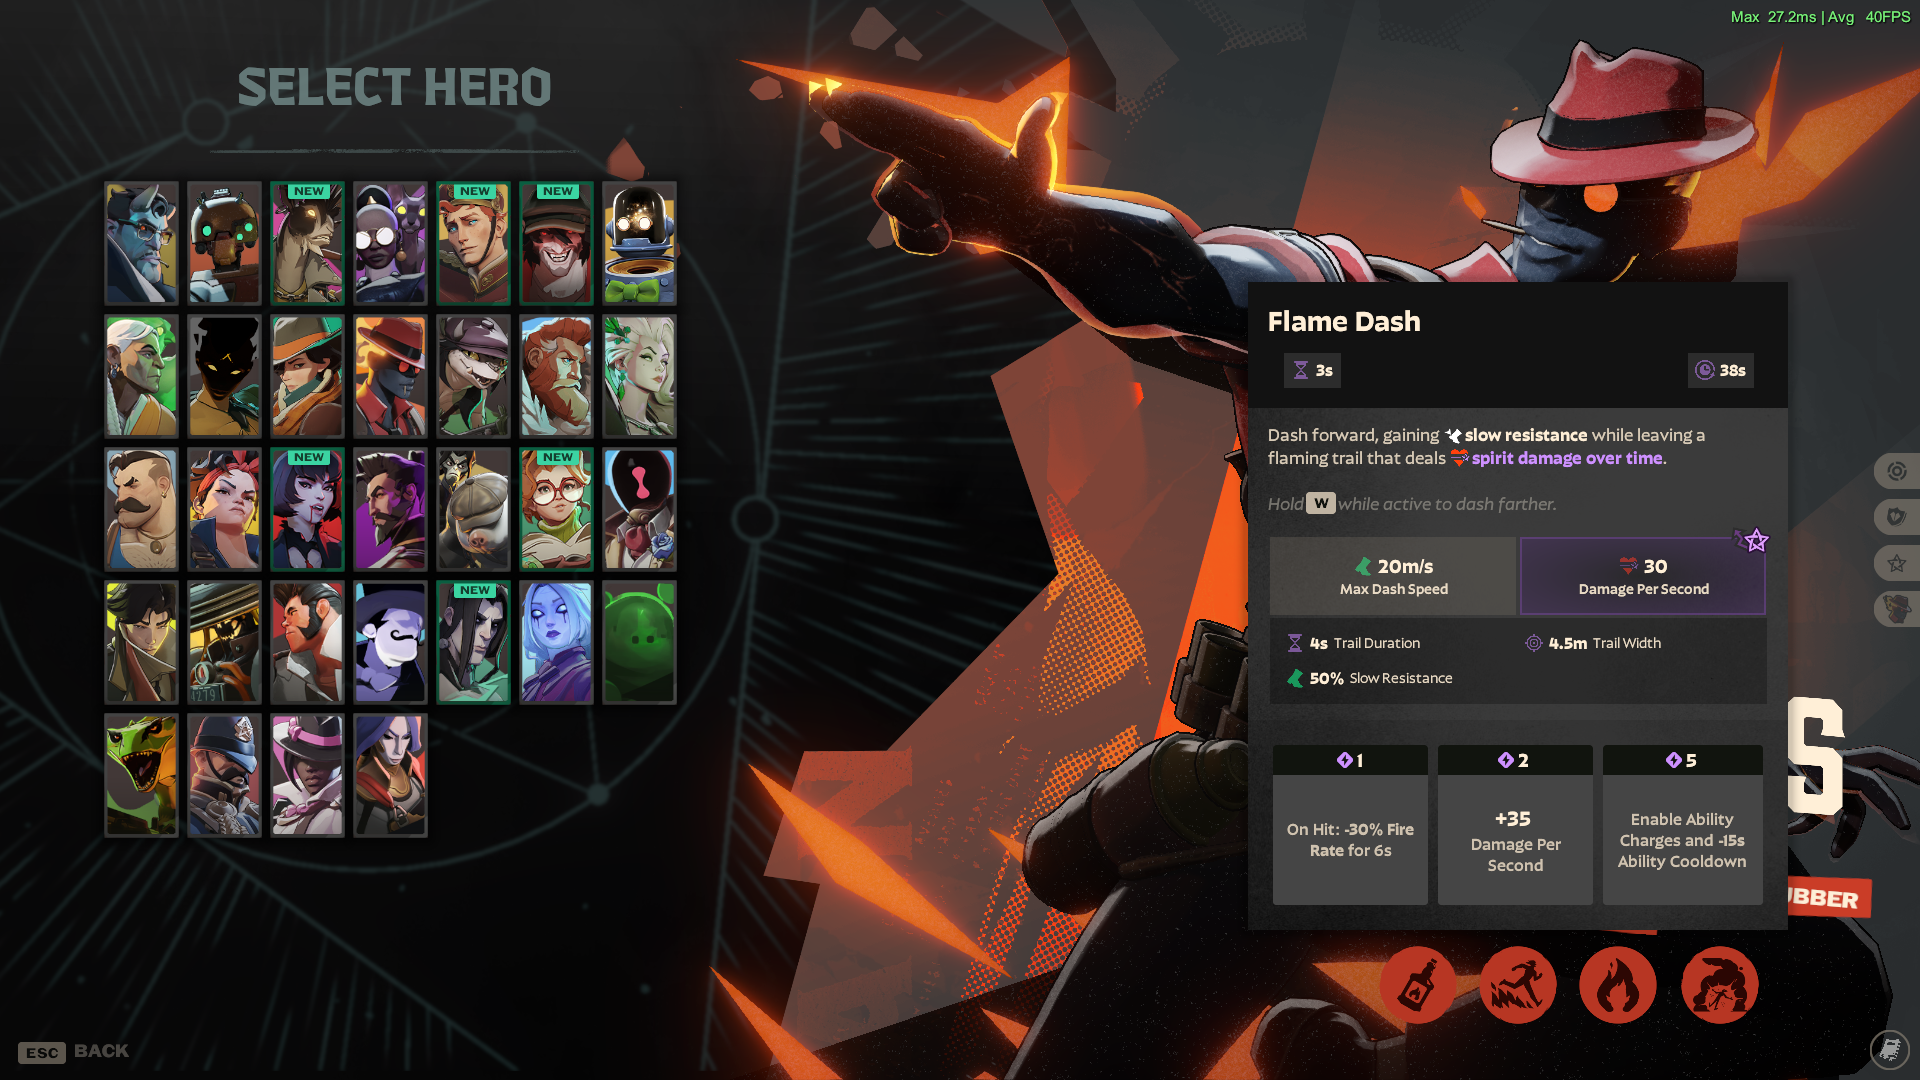 Max 27.2ms | Avg 40FPS
SELECT HERO
NEW
NEW
NEW
NEW
NEW
NEW
4279
Flame Dash
3s
38s
Dash forward, gaining slow resistance while leaving a
flaming trail that deals spirit damage over time.
Hold W while active to dash farther.
20m/s
Max Dash Speed
30
Damage Per Second
4s Trail Duration
4.5m Trail Width
50% Slow Resistance
1
On Hit: -30% Fire
Rate for 6s
2
+35
Damage Per
Second
5
Enable Ability
Charges and -15s
Ability Cooldown
S
UBBER
ESC BACK